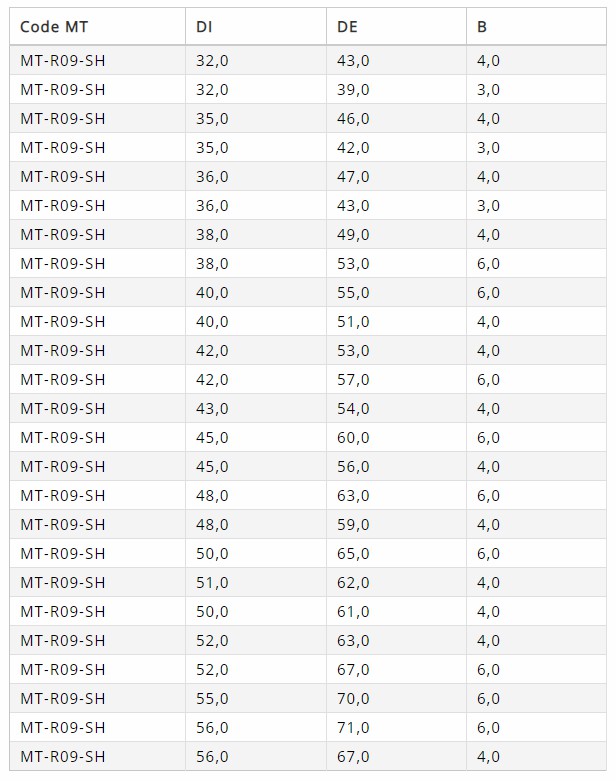 Code MT DI DE B
MT-R09-SH 32,0 43,0 4,0
MT-R09-SH 32,0 39,0 3,0
MT-R09-SH 35,0 46,0 4,0
MT-R09-SH 35,0 42,0 3,0
MT-R09-SH 36,0 47,0 4,0
MT-R09-SH 36,0 43,0 3,0
MT-R09-SH 38,0 49,0 4,0
MT-R09-SH 38,0 53,0 6,0
MT-R09-SH 40,0 55,0 6,0
MT-R09-SH 40,0 51,0 4,0
MT-R09-SH 42,0 53,0 4,0
MT-R09-SH 42,0 57,0 6,0
MT-R09-SH 43,0 54,0 4,0
MT-R09-SH 45,0 60,0 6,0
MT-R09-SH 45,0 56,0 4,0
MT-R09-SH 48,0 63,0 6,0
MT-R09-SH 48,0 59,0 4,0
MT-R09-SH 50,0 65,0 6,0
MT-R09-SH 51,0 62,0 4,0
MT-R09-SH 50,0 61,0 4,0
MT-R09-SH 52,0 63,0 4,0
MT-R09-SH 52,0 67,0 6,0
MT-R09-SH 55,0 70,0 6,0
MT-R09-SH 56,0 71,0 6,0
MT-R09-SH 56,0 67,0 4,0